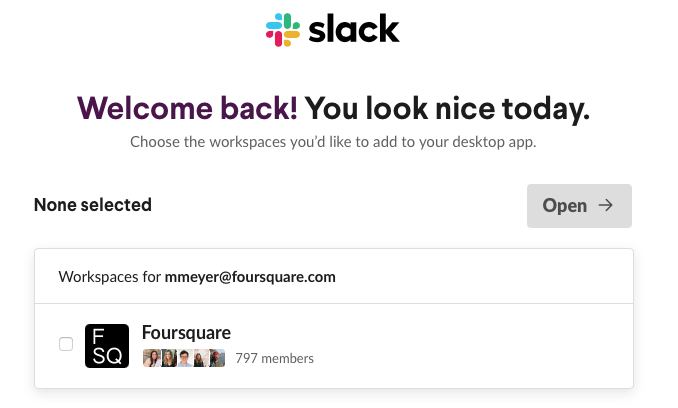 slack
Welcome back! You look nice today.
Choose the workspaces you’d like to add to your desktop app.
None selected
Open →
Workspaces for mmeyer@foursquare.com
F
SQ
Foursquare
797 members